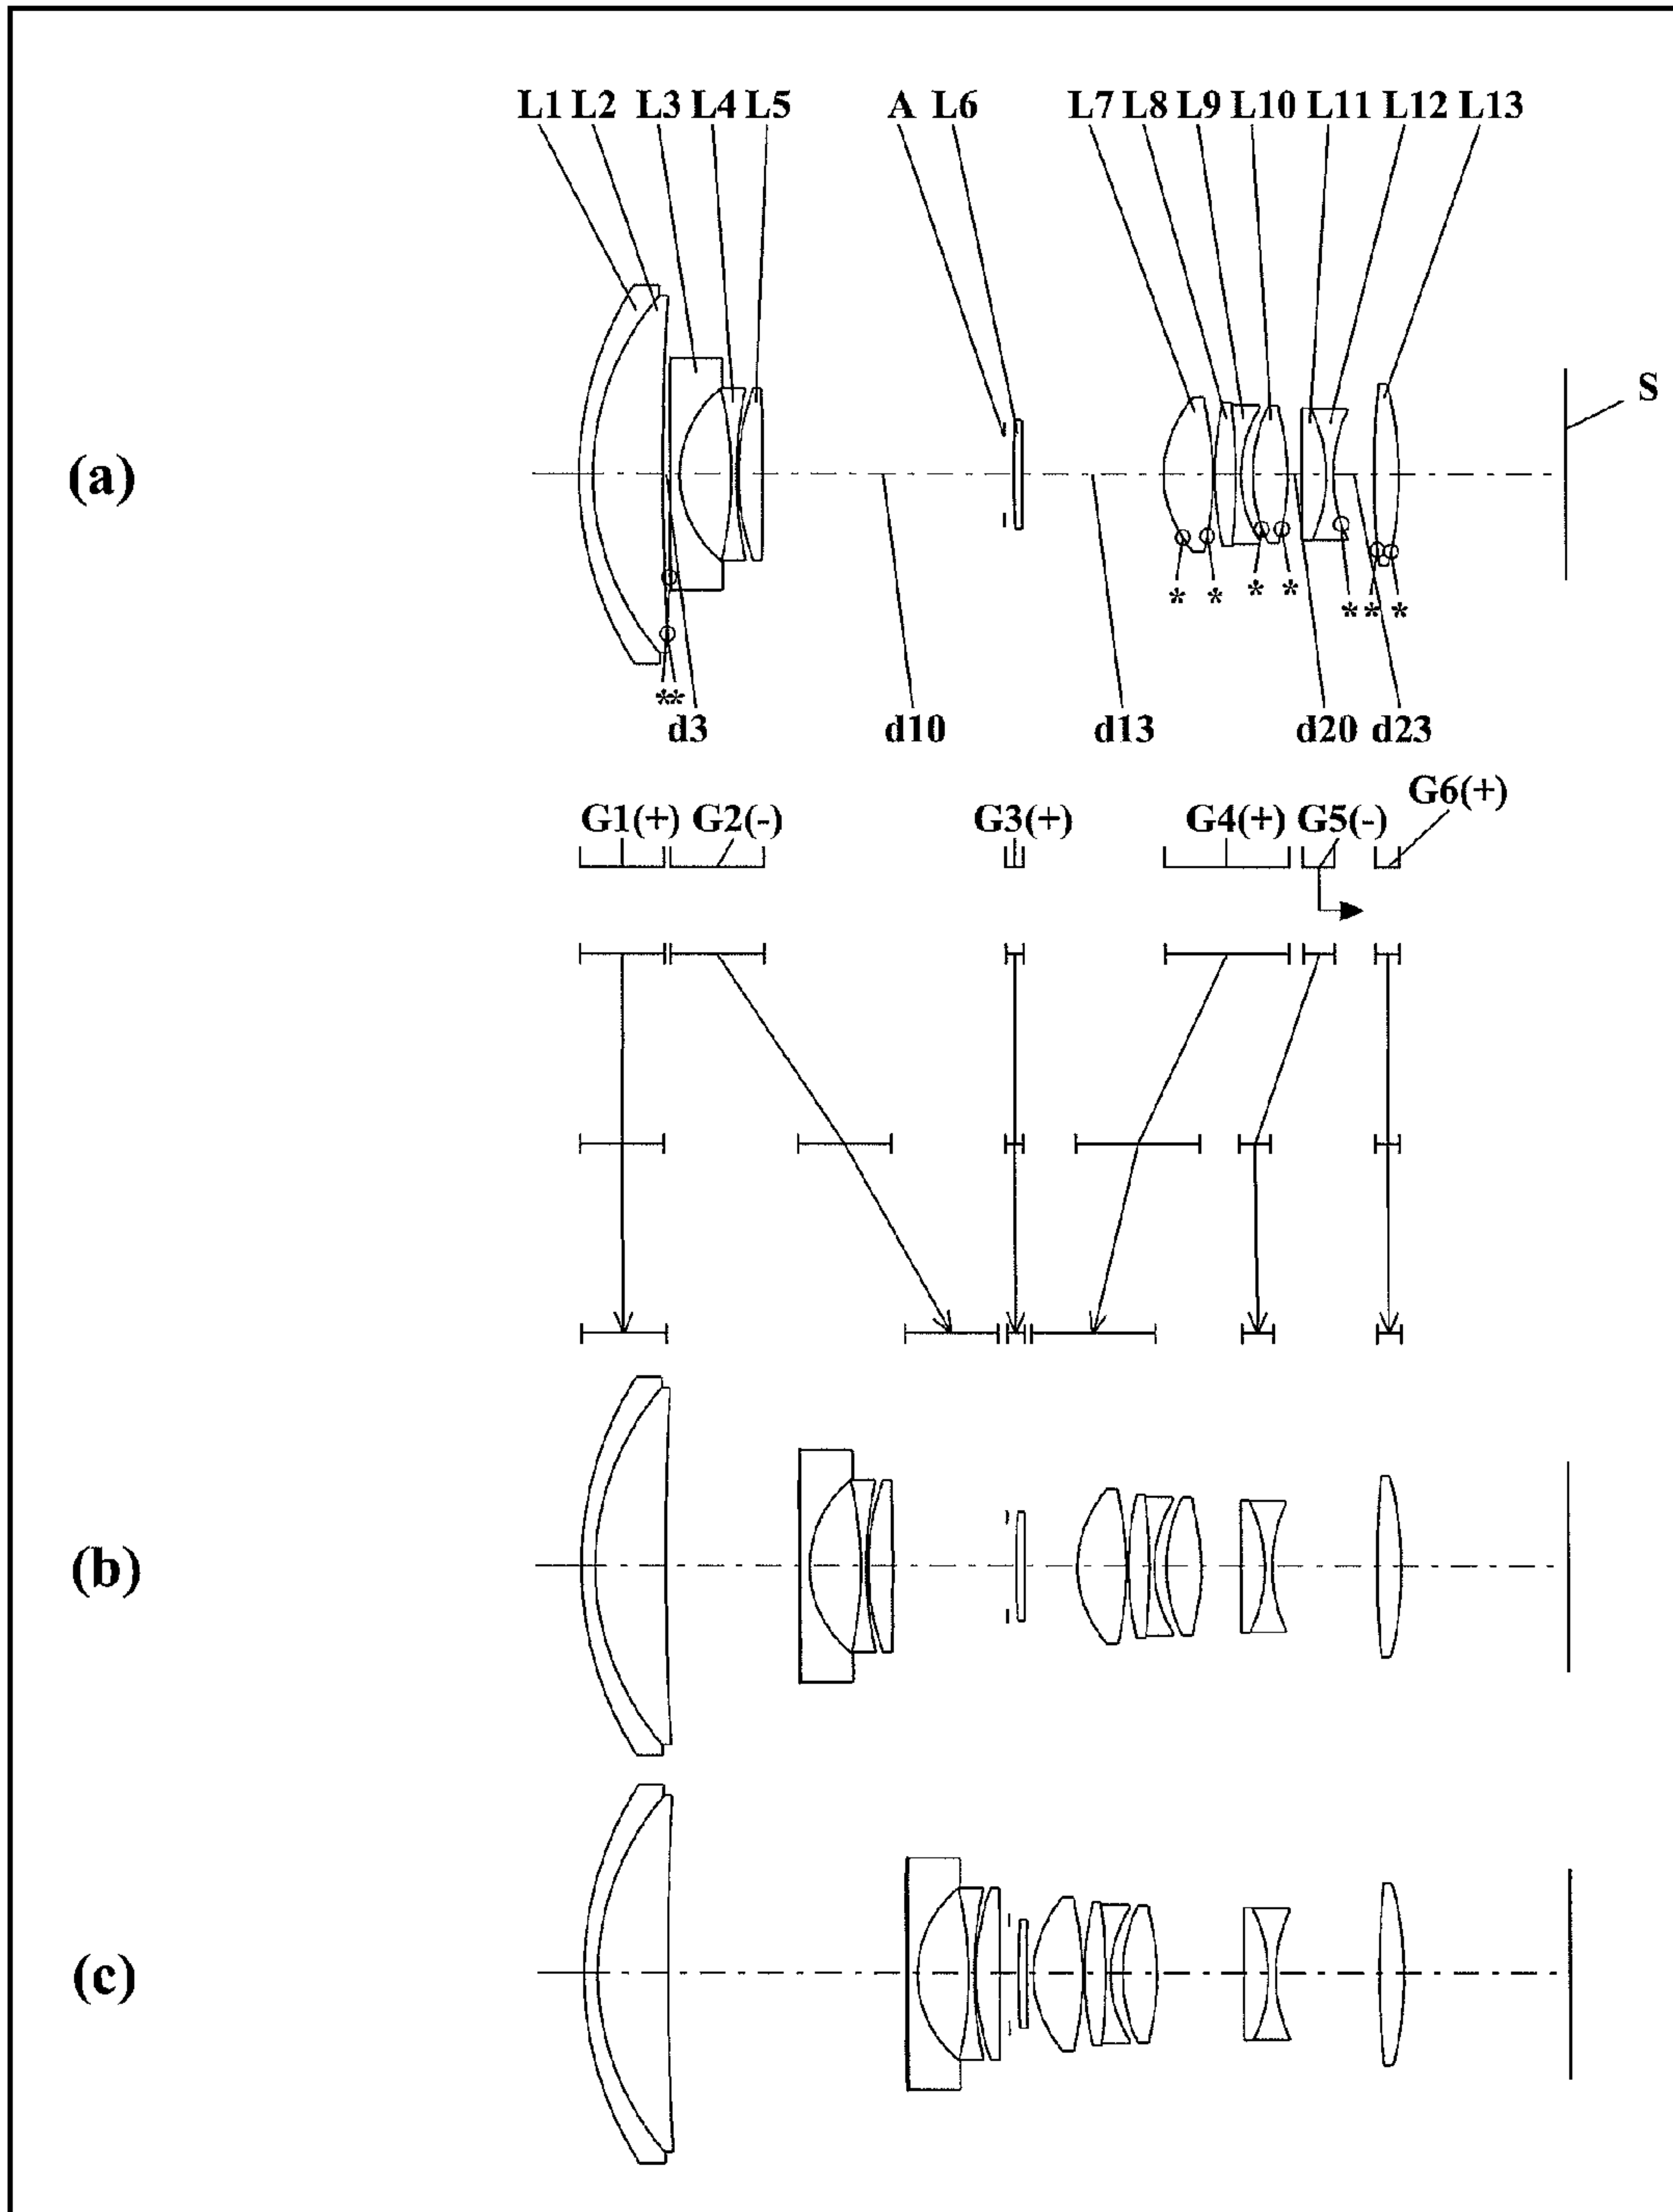 L1 L2 L3 L4 L5 A L6 L7 L8 L9 L10 L11 L12 L13
S
(a)
* * * * * * *
**
d3 d10 d13 d20 d23
G6(+)
G1(+) G2(-) G3(+) G4(+) G5(-)
(b)
(c)